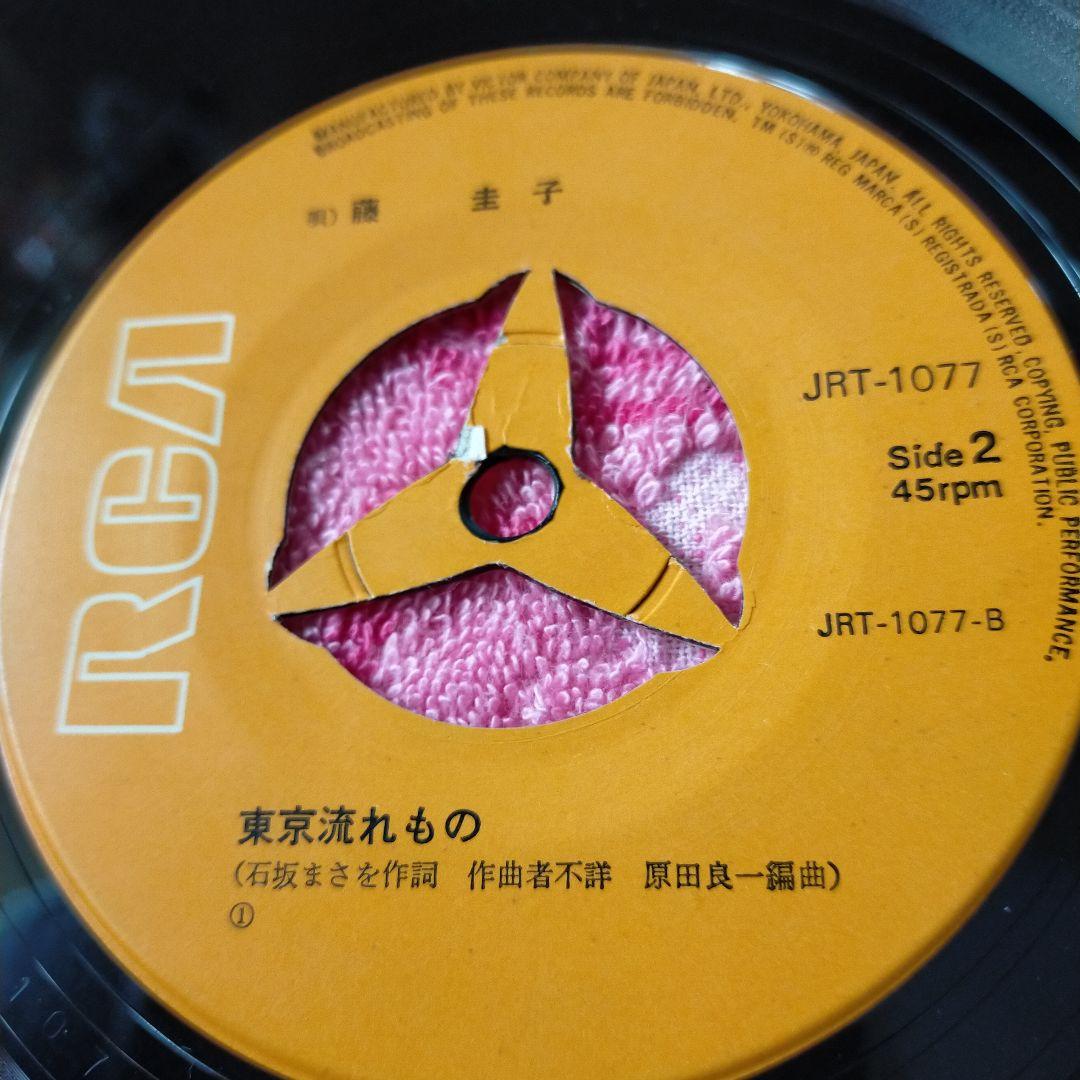 MANUFACTURED BY VICTOR COMPANY OF JAPAN, LTD., YOKOHAMA, JAPAN. ALL RIGHTS RESERVED, COPYING, PUBLIC PERFORMANCE,
BROADCASTING OF THESE RECORDS ARE FORBIDDEN. TM(S)® REG MARCA(S) REGISTRADA(S) RCA CORPORATION.
唄) 藤 圭子
RCA
JRT-1077
Side 2
45rpm
JRT-1077-B
東京流れもの
(石坂まさを作詞 作曲者不詳 原田良一編曲)
①